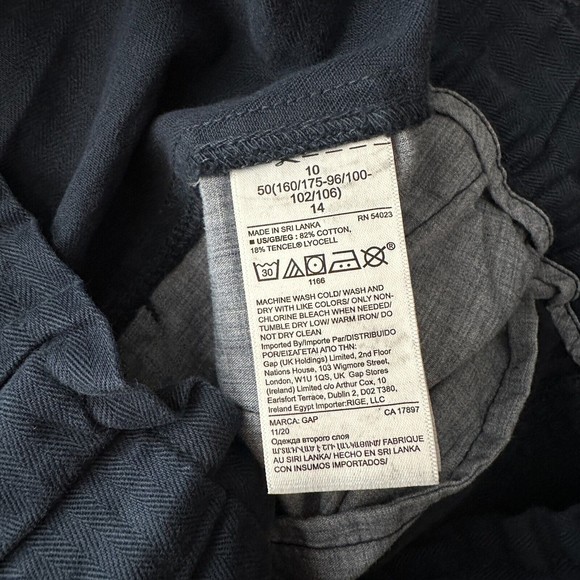 10
50(160/175-96/100-
102/106)
14
MADE IN SRI LANKA RN 54023
■ US/GB/EG : 82% COTTON,
18% TENCEL® LYOCELL
30
1166
MACHINE WASH COLD/ WASH AND
DRY WITH LIKE COLORS/ ONLY NON-
CHLORINE BLEACH WHEN NEEDED/
TUMBLE DRY LOW/ WARM IRON/ DO
NOT DRY CLEAN
Imported By/Importe Par/DISTRIBUIDO
POR/ΕΙΣΑΓΕΤΑΙ ΑΠΟ:
Gap (UK Holdings) Limited, 2nd Floor
Nations House, 103 Wigmore Street,
London, W1U 1QS, UK Gap Stores
(Ireland) Limited c/o Arthur Cox, 10
Earlsfort Terrace, Dublin 2, D02 T380,
Ireland Egypt Importer:RIGE, LLC
MARCA: GAP CA 17897
11/20
Одежда второго слоя
FABRIQUE
AU SRI LANKA/ HECHO EN SRI LANKA
CON INSUMOS IMPORTADOS/